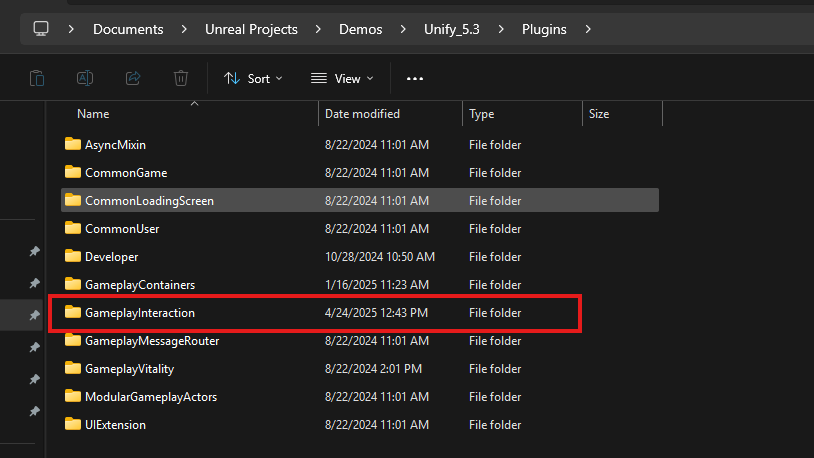 Documents > Unreal Projects > Demos > Unify_5.3 > Plugins >
Sort View ...
Name Date modified Type Size
AsyncMixin 8/22/2024 11:01 AM File folder
CommonGame 8/22/2024 11:01 AM File folder
CommonLoadingScreen 8/22/2024 11:01 AM File folder
CommonUser 8/22/2024 11:01 AM File folder
Developer 10/28/2024 10:50 AM File folder
GameplayContainers 1/16/2025 11:23 AM File folder
GameplayInteraction 4/24/2025 12:43 PM File folder
GameplayMessageRouter 8/22/2024 11:01 AM File folder
GameplayVitality 8/22/2024 2:01 PM File folder
ModularGameplayActors 8/22/2024 11:01 AM File folder
UIExtension 8/22/2024 11:01 AM File folder